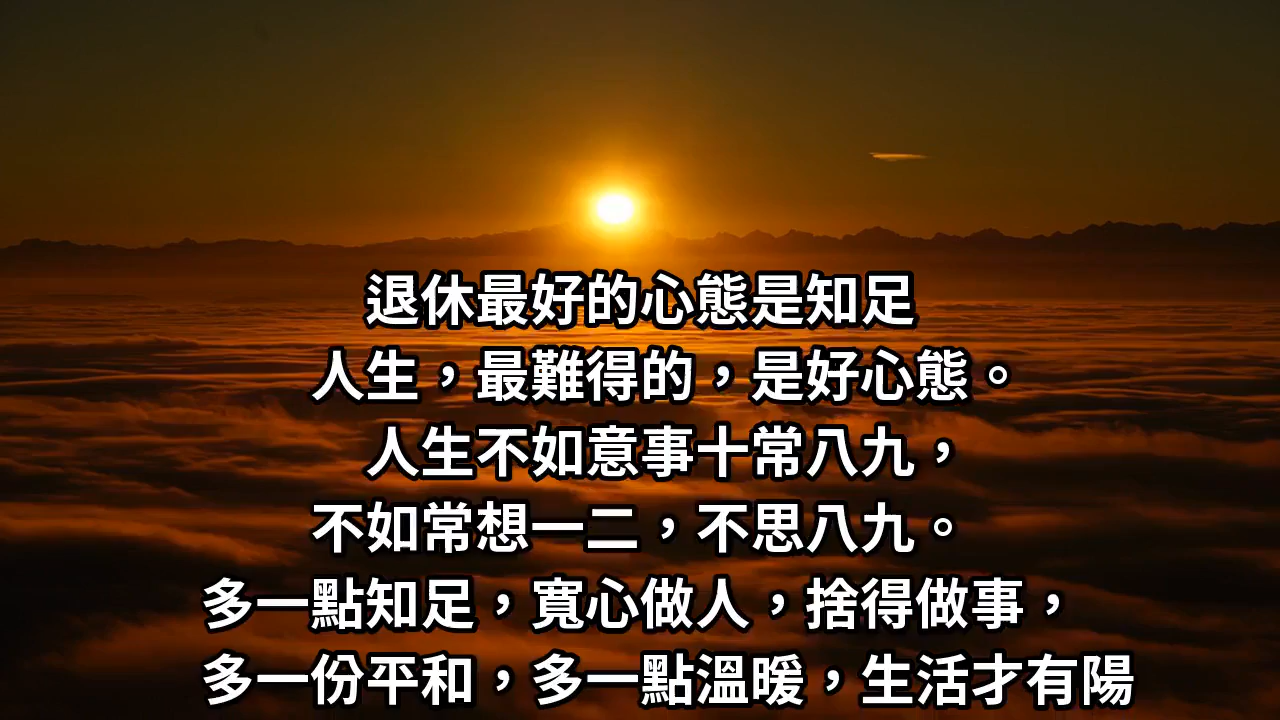 退休最好的心態是知足
人生，最難得的，是好心態。
人生不如意事十常八九，
不如常想一二，不思八九。
多一點知足，寬心做人，捨得做事，
多一份平和，多一點溫暖，生活才有陽